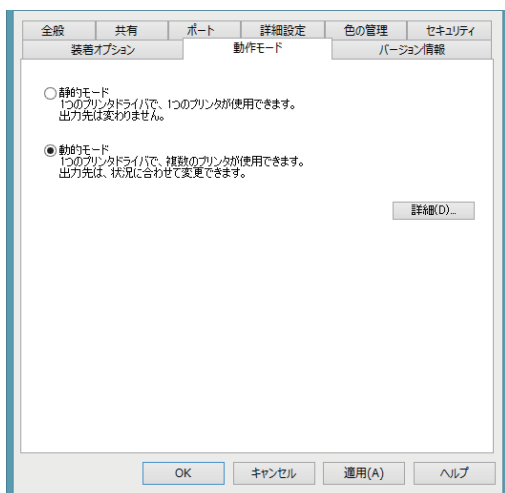 全般 共有 ポート 詳細設定 色の管理 セキュリティ
装着オプション 動作モード バージョン情報
静的モード
1つのプリンタドライバで、1つのプリンタが使用できます。
出力先は変わりません。
動的モード
1つのプリンタドライバで、複数のプリンタが使用できます。
出力先は、状況に合わせて変更できます。
詳細(D)...
OK キャンセル 適用(A) ヘルプ